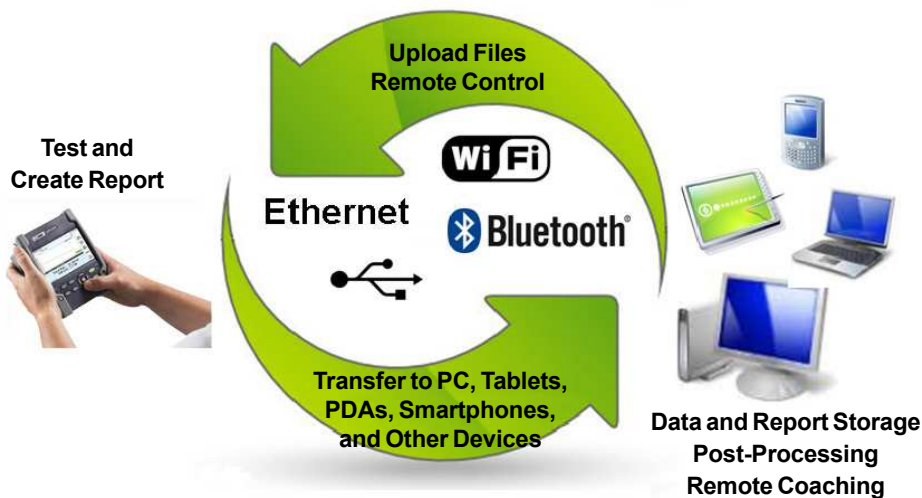 Upload Files
Remote Control
Test and
Create Report
WiFi
Ethernet
Bluetooth®
Transfer to PC, Tablets,
PDAs, Smartphones,
and Other Devices
Data and Report Storage
Post-Processing
Remote Coaching